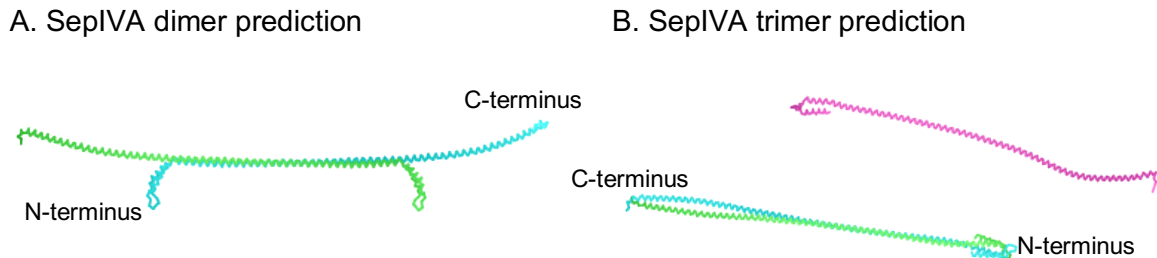 A. SepIVA dimer prediction
C-terminus
N-terminus
B. SepIVA trimer prediction
C-terminus
N-terminus